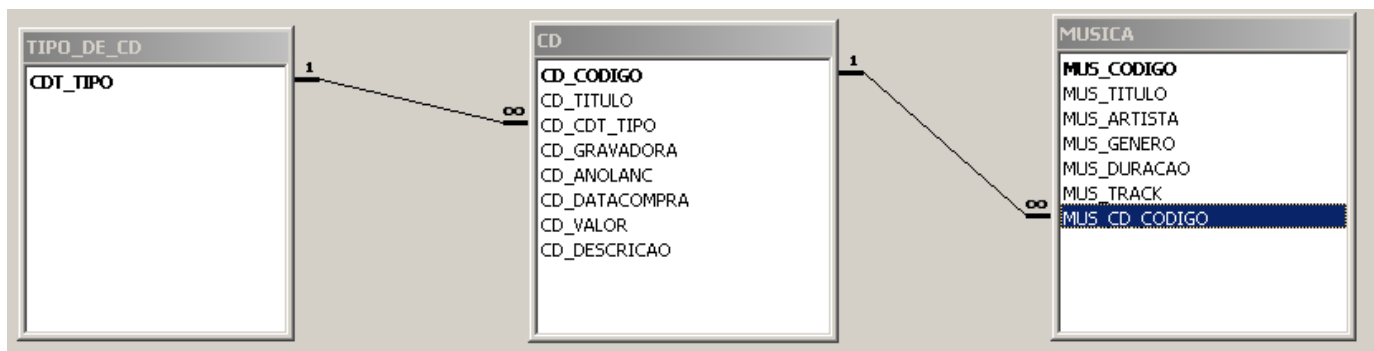 TIPO_DE_CD
CDT_TIPO
1
∞
CD
CD_CODIGO
CD_TITULO
CD_CDT_TIPO
CD_GRAVADORA
CD_ANOLANC
CD_DATACOMPRA
CD_VALOR
CD_DESCRICAO
1
∞
MUSICA
MUS_CODIGO
MUS_TITULO
MUS_ARTISTA
MUS_GENERO
MUS_DURACAO
MUS_TRACK
MUS_CD_CODIGO